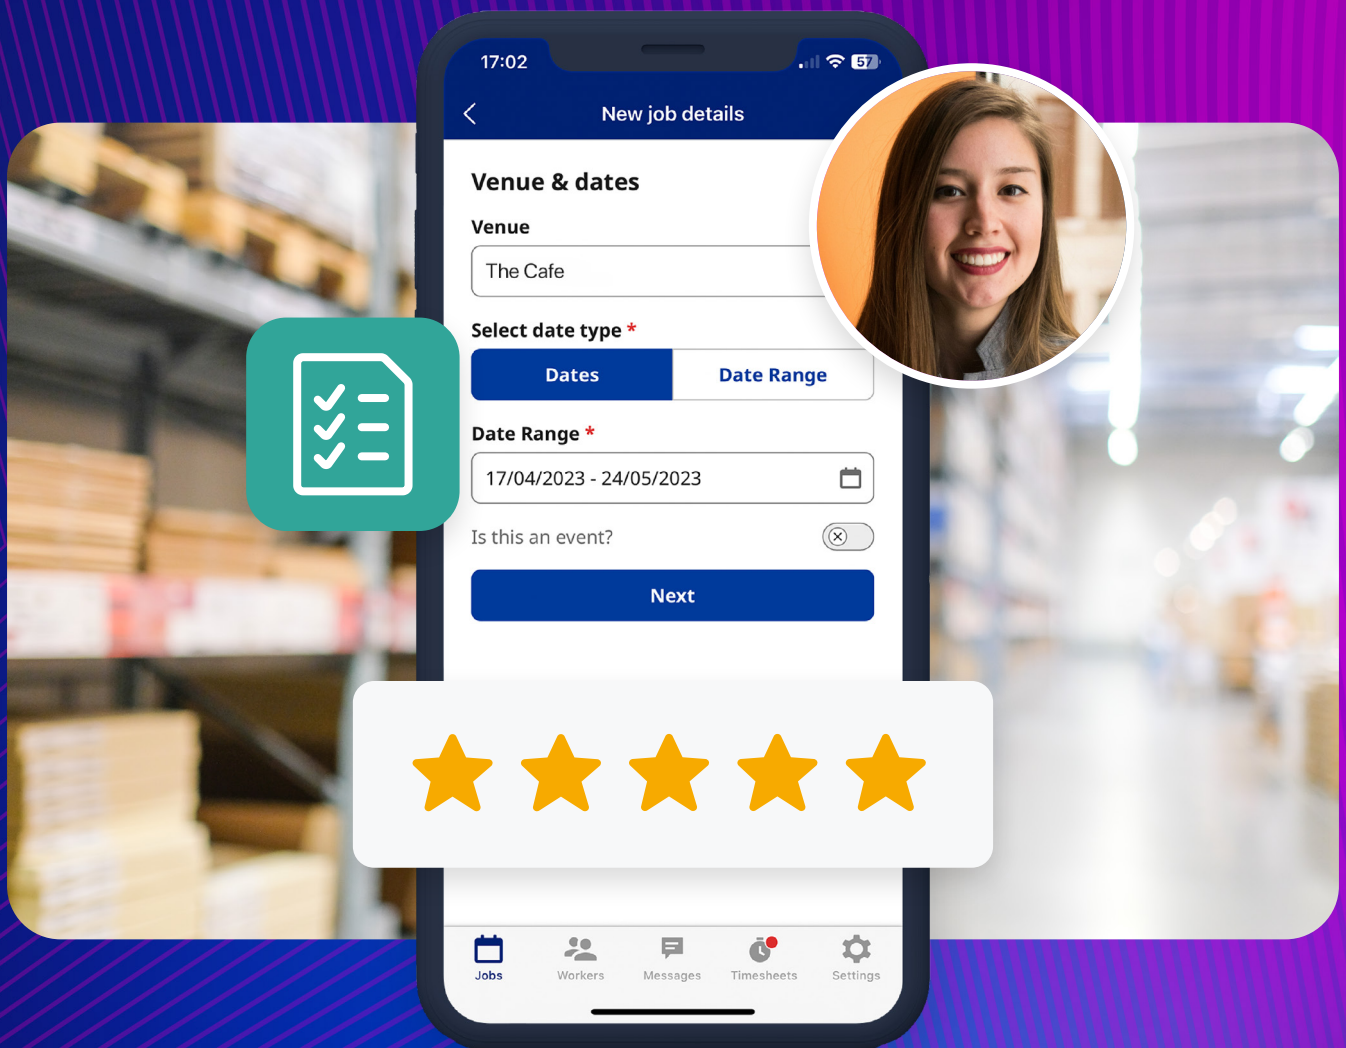 17:02
57
New job details
Venue & dates
Venue
The Cafe
Select date type *
Dates
Date Range
Date Range *
17/04/2023 - 24/05/2023
Is this an event?
Next
Jobs
Workers
Messages
Timesheets
Settings